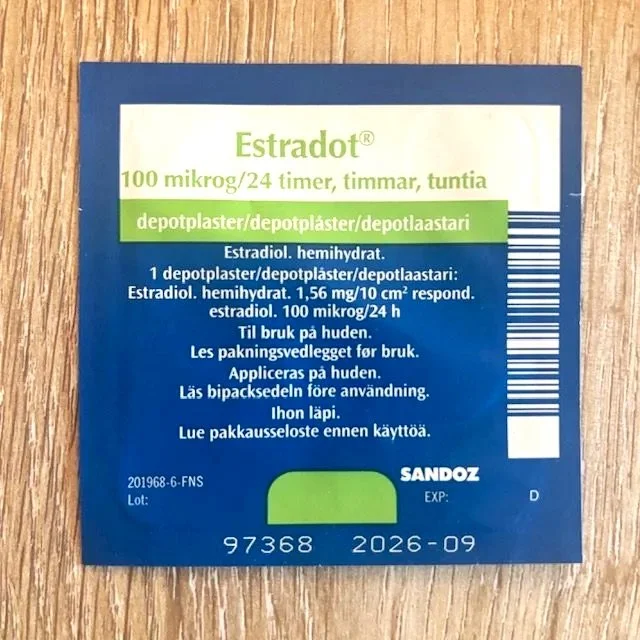 Estradot®
100 mikrog/24 timer, timmar, tuntia
depotplaster/depotplåster/depotlaastari
Estradiol. hemihydrat.
1 depotplaster/depotplåster/depotlaastari:
Estradiol. hemihydrat. 1,56 mg/10 cm² respond.
estradiol. 100 mikrog/24 h
Til bruk på huden.
Les pakningsvedlegget før bruk.
Appliceras på huden.
Läs bipacksedeln före användning.
Ihon läpi.
Lue pakkausseloste ennen käyttöä.
SANDOZ
201968-6-FNS
Lot:
EXP:
D
97368 2026-09